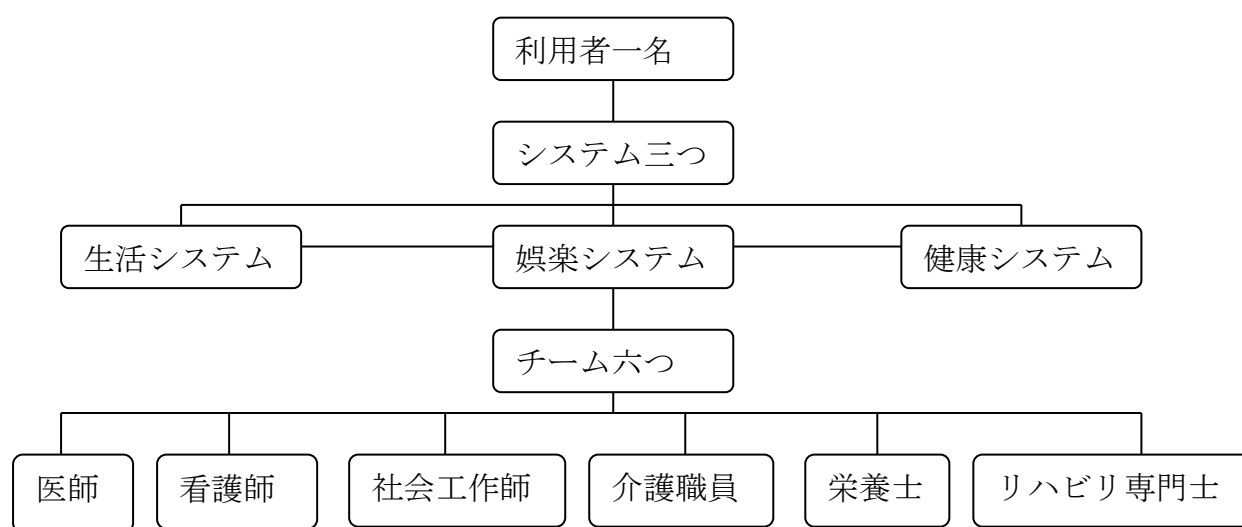 利用者一名
システム三つ
生活システム
娯楽システム
健康システム
チーム六つ
医師
看護師
社会工作師
介護職員
栄養士
リハビリ専門士